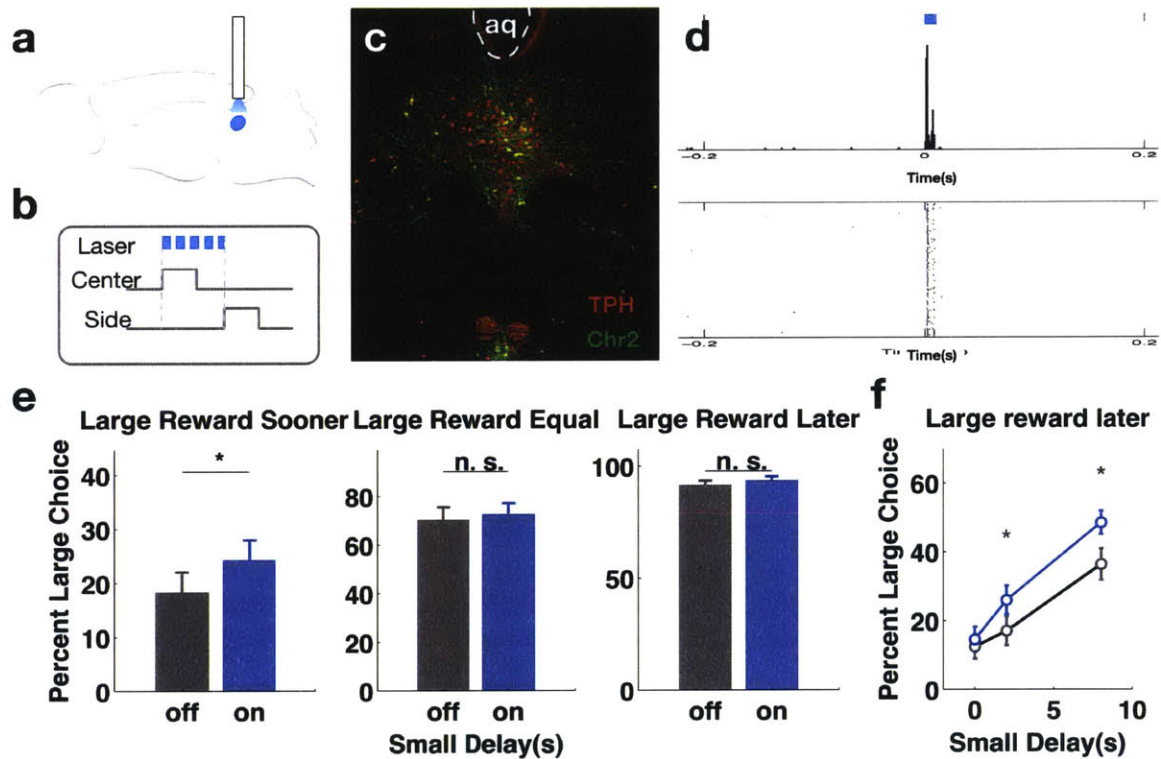 a
b
Laser
Center
Side
c
aq
TPH
Chr2
d
-0.2
0
0.2
Time(s)
-0.2
0.2
Time(s)
e
Large Reward Sooner
Percent Large Choice
40
30
20
10
0
*
off
on
Large Reward Equal
80
60
40
20
0
n. s.
off
on
Small Delay(s)
Large Reward Later
100
50
0
n. s.
off
on
f
Large reward later
Percent Large Choice
60
40
20
0
*
*
0
5
10
Small Delay(s)